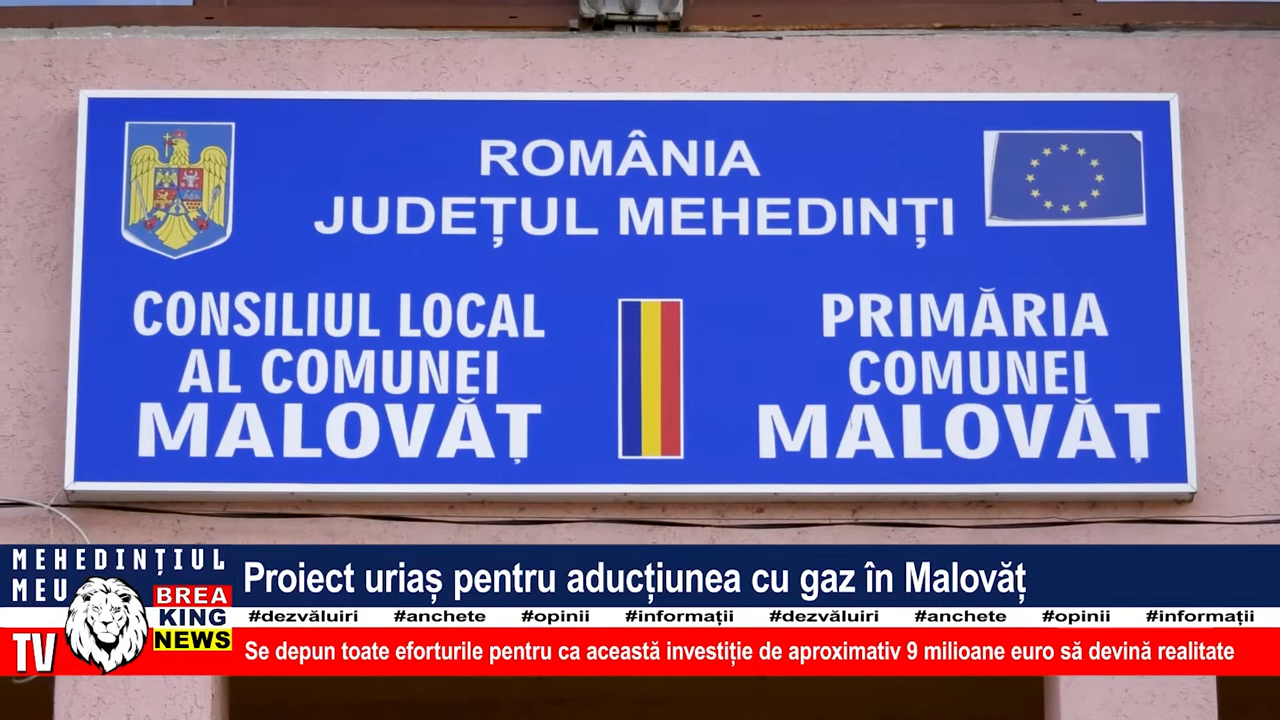 ROMÂNIA
JUDEȚUL MEHEDINȚI
CONSILIUL LOCAL
AL COMUNEI
MALOVĂȚ
PRIMĂRIA
COMUNEI
MALOVĂȚ
MEHEDINȚIUL
MEU
TV
BREA
KING
NEWS
Proiect uriaș pentru aducțiunea cu gaz în Malovăț
#dezvăluiri #anchete #opinii #informații #dezvăluiri #anchete #opinii #informații
Se depun toate eforturile pentru ca această investiție de aproximativ 9 milioane euro să devină realitate